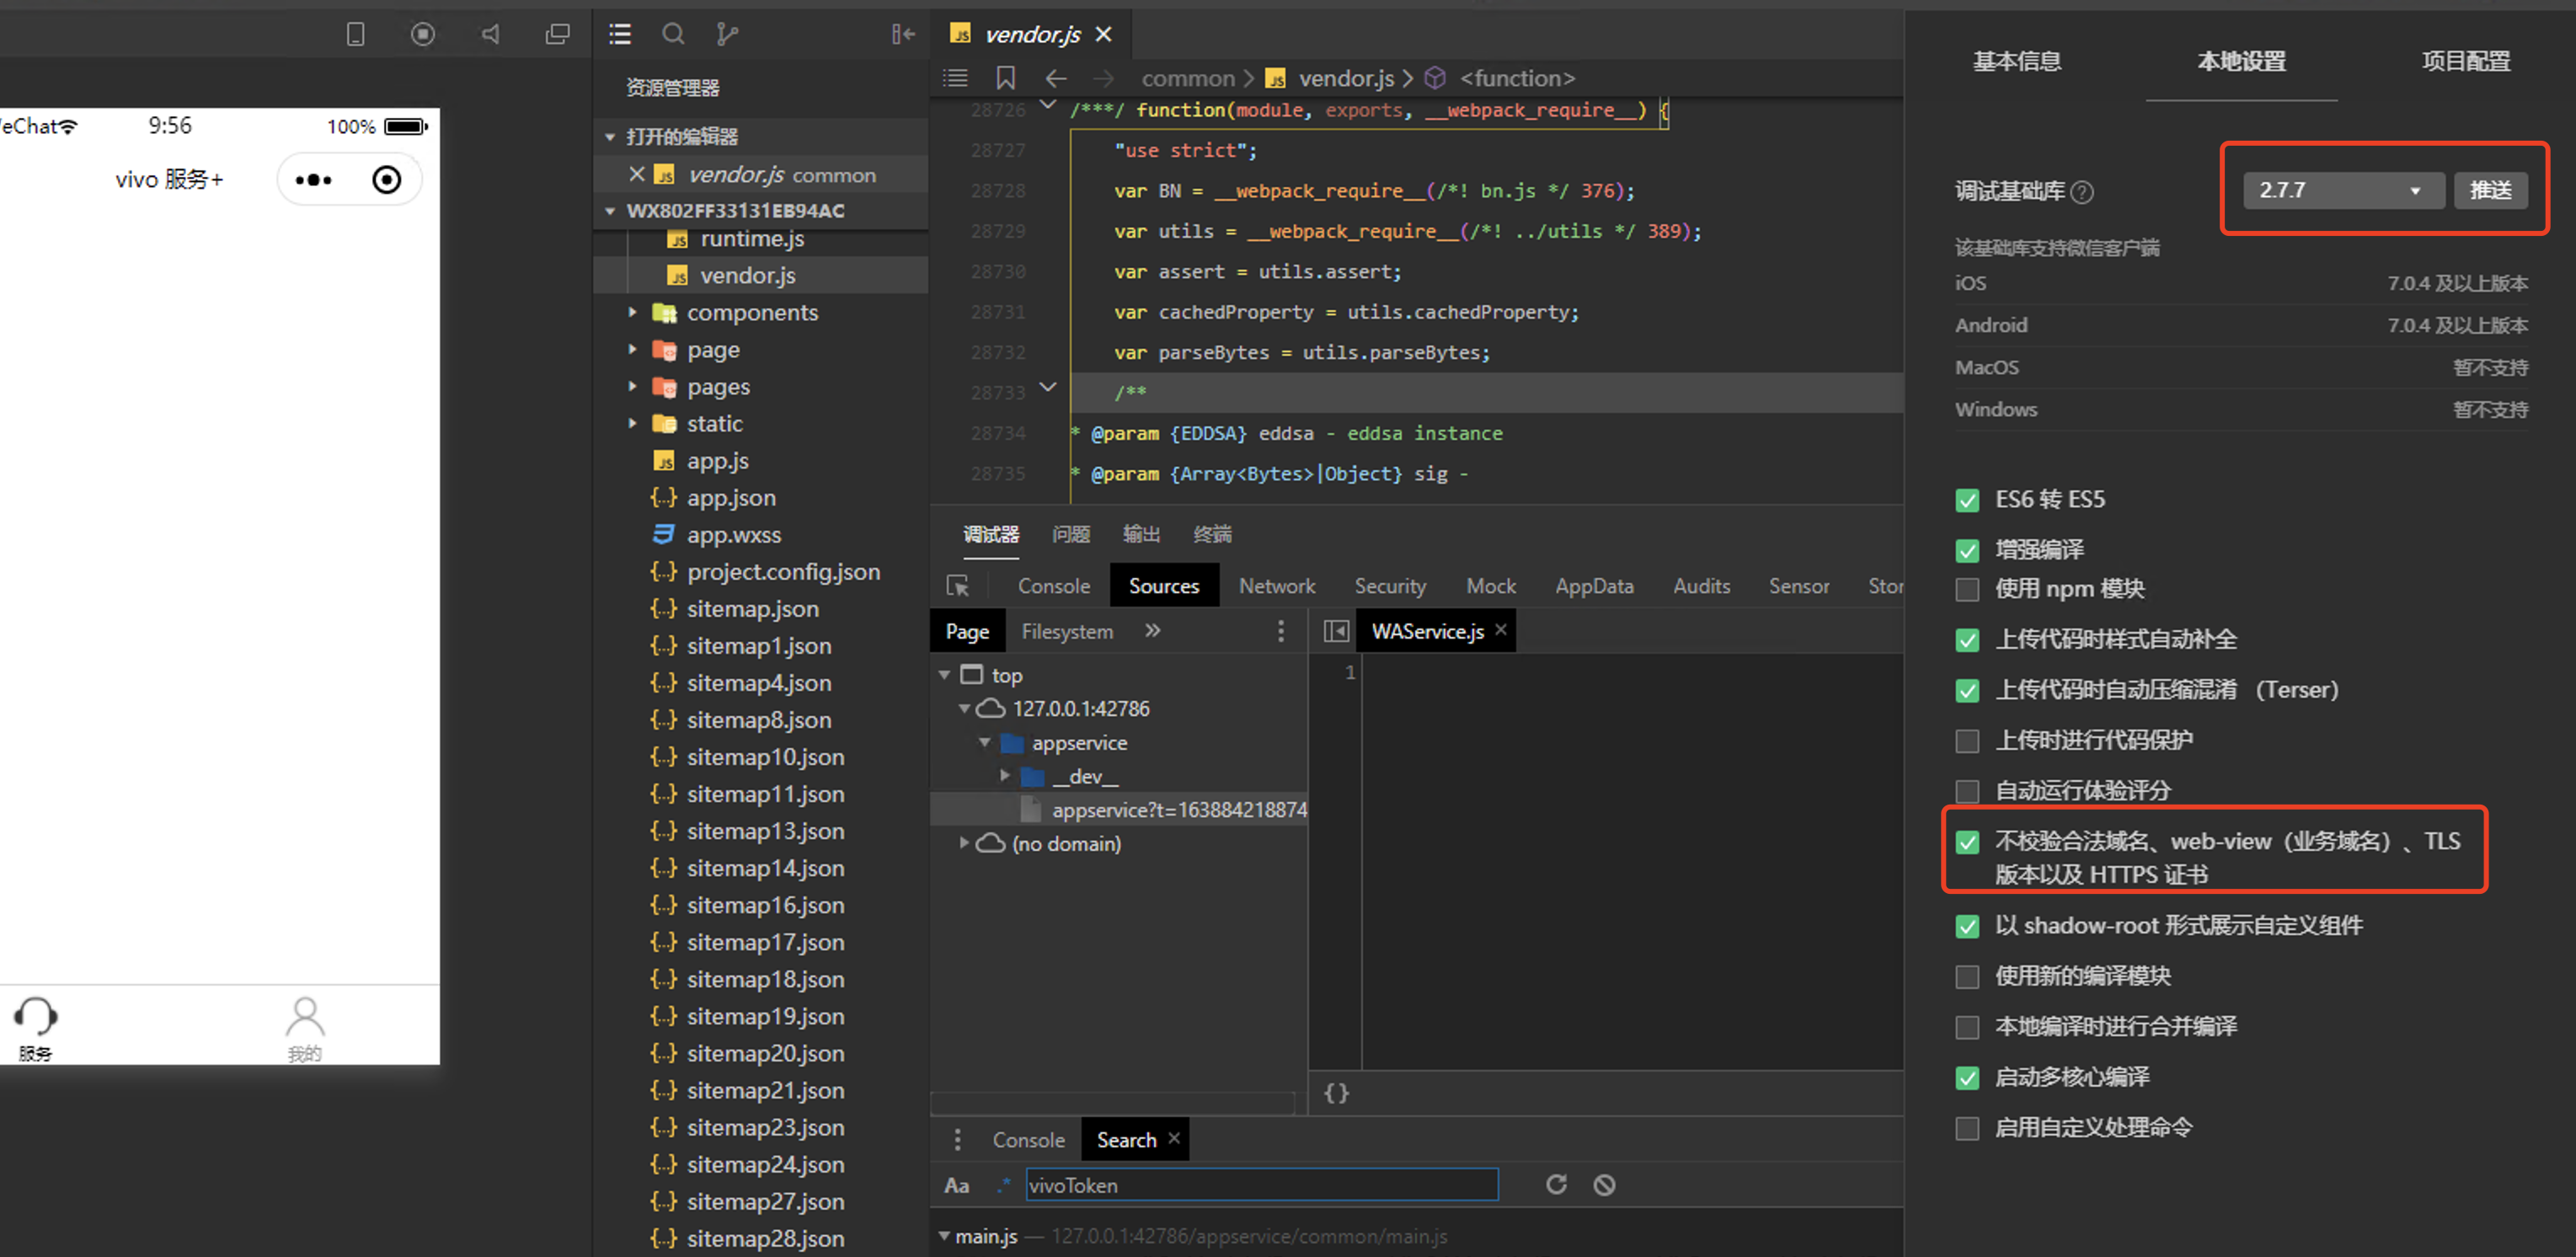 eChat 9:56 100%
vivo 服务+
服务
我的
资源管理器
打开的编辑器
vendor.js common
WX802FF33131EB94AC
runtime.js
vendor.js
components
page
pages
static
app.js
app.json
app.wxss
project.config.json
sitemap.json
sitemap1.json
sitemap4.json
sitemap8.json
sitemap10.json
sitemap11.json
sitemap13.json
sitemap14.json
sitemap16.json
sitemap17.json
sitemap18.json
sitemap19.json
sitemap20.json
sitemap21.json
sitemap23.json
sitemap24.json
sitemap27.json
sitemap28.json
vendor.js
common > vendor.js > <function>
28726 /***/ function(module, exports, __webpack_require__) {
28727 "use strict";
28728 var BN = __webpack_require__(/*! bn.js */ 376);
28729 var utils = __webpack_require__(/*! ../utils */ 389);
28730 var assert = utils.assert;
28731 var cachedProperty = utils.cachedProperty;
28732 var parseBytes = utils.parseBytes;
28733 /**
28734 * @param {EDDSA} eddsa - eddsa instance
28735 * @param {Array<Bytes>|Object} sig -
调试器 问题 输出 终端
Console Sources Network Security Mock AppData Audits Sensor Stor
Page Filesystem »
WAService.js
1
top
127.0.0.1:42786
appservice
__dev__
appservice?t=163884218874
(no domain)
{}
Console Search
Aa .* vivoToken
main.js — 127.0.0.1:42786/appservice/common/main.js
基本信息 本地设置 项目配置
调试基础库 ? 2.7.7 推送
该基础库支持微信客户端
iOS 7.0.4 及以上版本
Android 7.0.4 及以上版本
MacOS 暂不支持
Windows 暂不支持
ES6 转 ES5
增强编译
使用 npm 模块
上传代码时样式自动补全
上传代码时自动压缩混淆 (Terser)
上传时进行代码保护
自动运行体验评分
不校验合法域名、web-view（业务域名）、TLS
版本以及 HTTPS 证书
以 shadow-root 形式展示自定义组件
使用新的编译模块
本地编译时进行合并编译
启动多核心编译
启用自定义处理命令